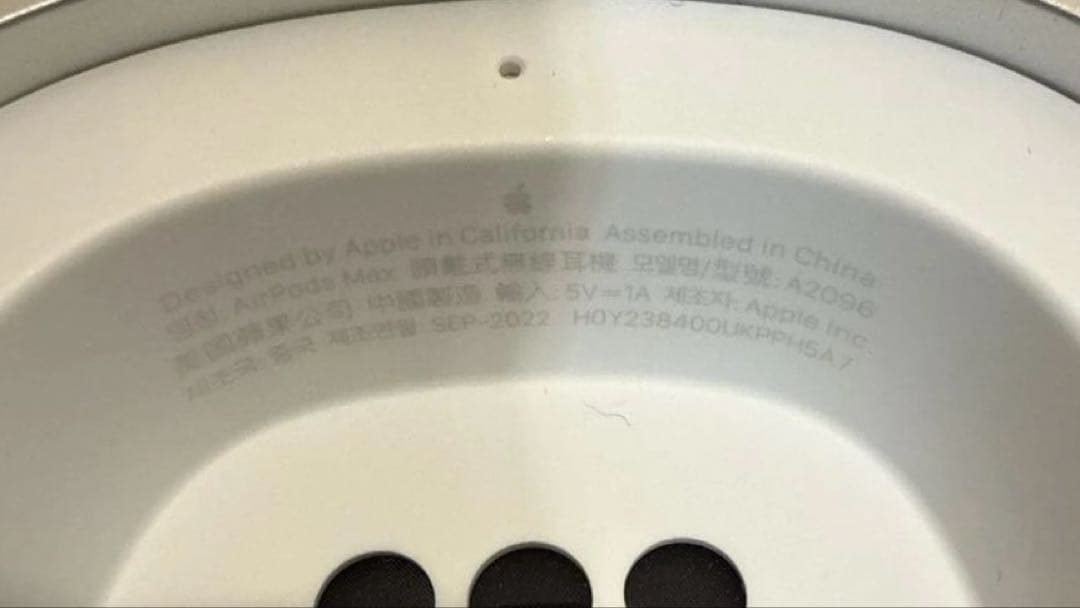 Designed by Apple in California Assembled in China
명칭 AirPods Max 頭戴式無線耳機 모델명/型號: A2096
美國蘋果公司 中國製造 輸入: 5V⎓1A 제조자: Apple Inc.
제조국 중국 제조연월 SEP-2022 H0Y238400UKPPH5A7